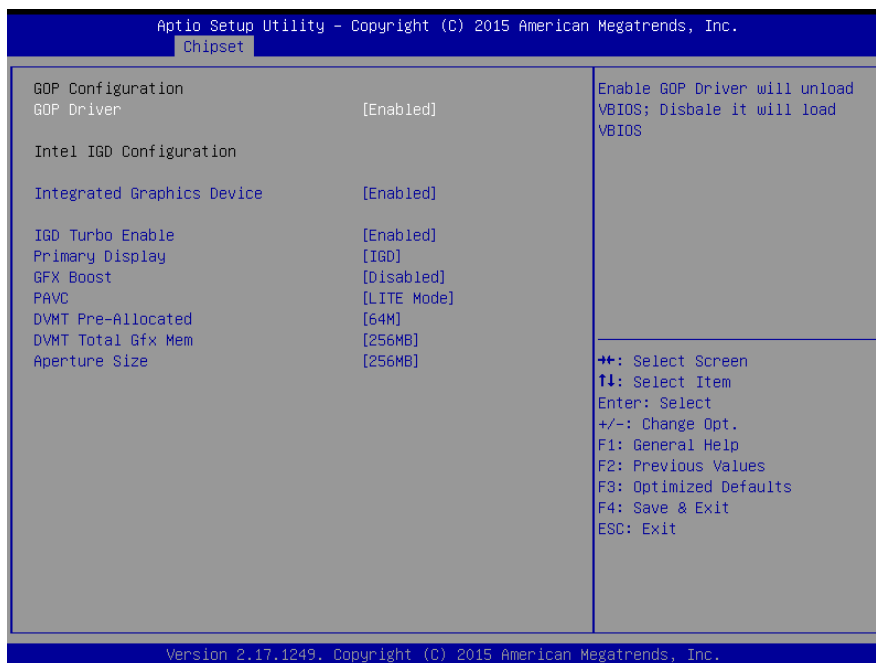 Aptio Setup Utility – Copyright (C) 2015 American Megatrends, Inc.
Chipset
GOP Configuration
GOP Driver [Enabled]
Intel IGD Configuration
Integrated Graphics Device [Enabled]
IGD Turbo Enable [Enabled]
Primary Display [IGD]
GFX Boost [Disabled]
PAVC [LITE Mode]
DVMT Pre-Allocated [64M]
DVMT Total Gfx Mem [256MB]
Aperture Size [256MB]
Enable GOP Driver will unload
VBIOS; Disbale it will load
VBIOS
→←: Select Screen
↑↓: Select Item
Enter: Select
+/-: Change Opt.
F1: General Help
F2: Previous Values
F3: Optimized Defaults
F4: Save & Exit
ESC: Exit
Version 2.17.1249. Copyright (C) 2015 American Megatrends, Inc.